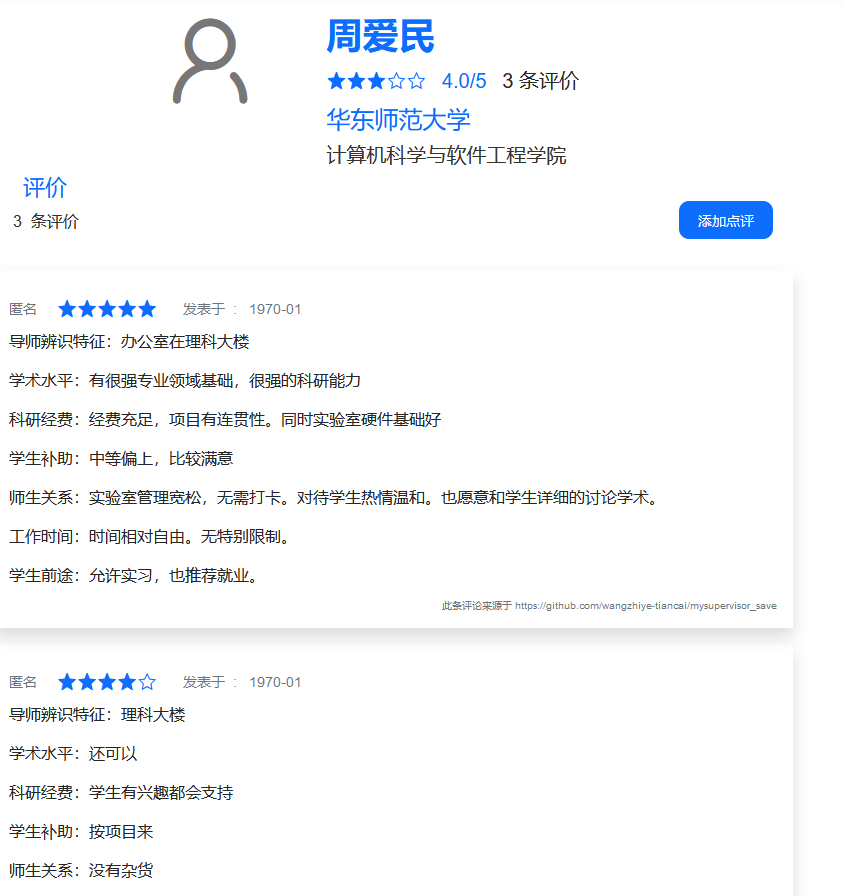 周爱民
4.0/5 3 条评价
华东师范大学
计算机科学与软件工程学院
评价
3 条评价
添加点评
匿名 发表于 : 1970-01
导师辨识特征：办公室在理科大楼
学术水平：有很强专业领域基础，很强的科研能力
科研经费：经费充足，项目有连贯性。同时实验室硬件基础好
学生补助：中等偏上，比较满意
师生关系：实验室管理宽松，无需打卡。对待学生热情温和。也愿意和学生详细的讨论学术。
工作时间：时间相对自由。无特别限制。
学生前途：允许实习，也推荐就业。
此条评论来源于 https://github.com/wangzhiye-tiancai/mysupervisor_save
匿名 发表于 : 1970-01
导师辨识特征：理科大楼
学术水平：还可以
科研经费：学生有兴趣都会支持
学生补助：按项目来
师生关系：没有杂货